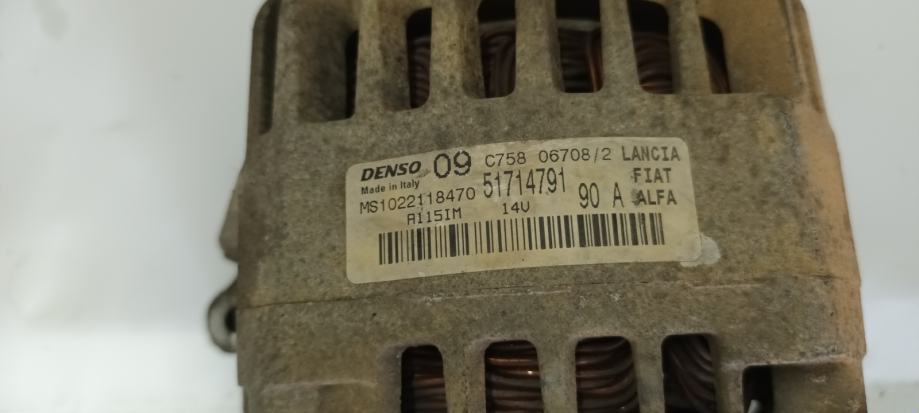 DENSO 09 C758 06708/2 LANCIA
Made in Italy 51714791 FIAT
MS1022118470 90 A ALFA
A115IM 14V